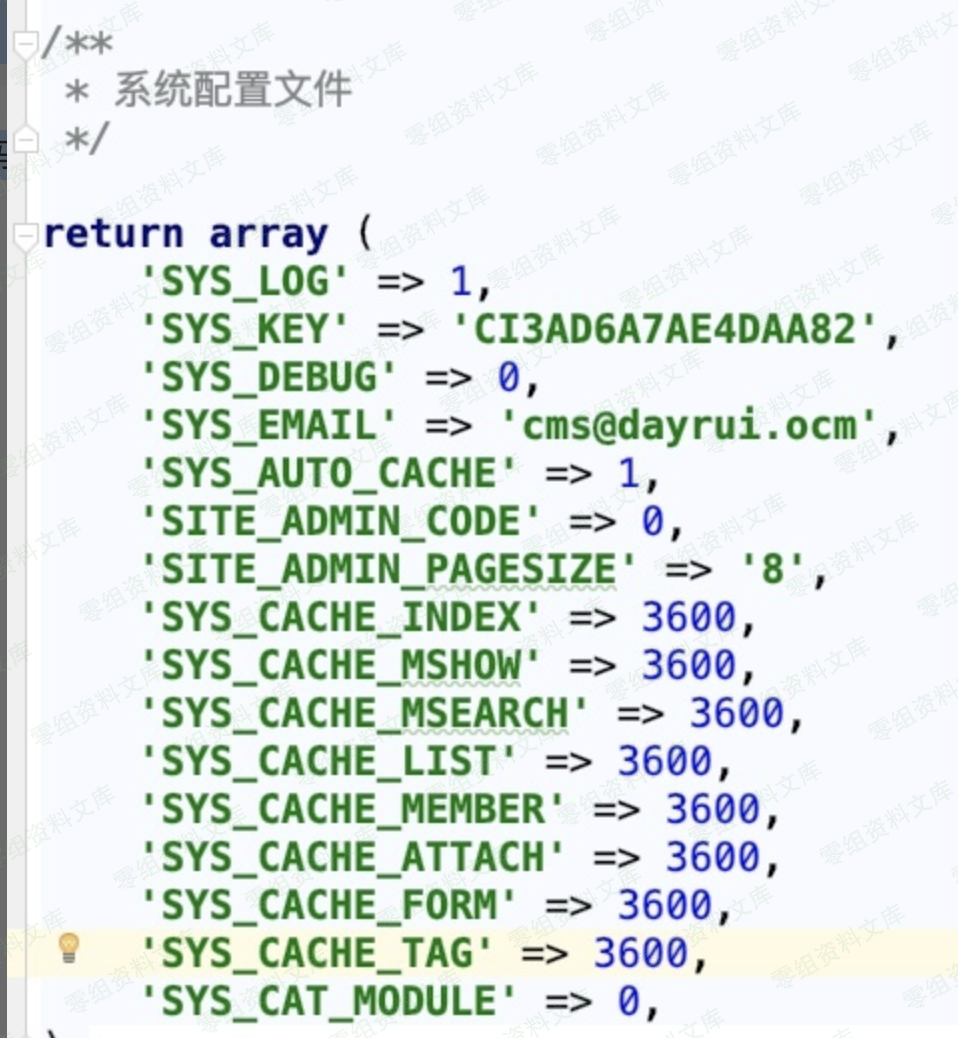 /**
 * 系统配置文件
 */
return array (
    'SYS_LOG' => 1,
    'SYS_KEY' => 'CI3AD6A7AE4DAA82',
    'SYS_DEBUG' => 0,
    'SYS_EMAIL' => 'cms@dayrui.ocm',
    'SYS_AUTO_CACHE' => 1,
    'SITE_ADMIN_CODE' => 0,
    'SITE_ADMIN_PAGESIZE' => '8',
    'SYS_CACHE_INDEX' => 3600,
    'SYS_CACHE_MSHOW' => 3600,
    'SYS_CACHE_MSEARCH' => 3600,
    'SYS_CACHE_LIST' => 3600,
    'SYS_CACHE_MEMBER' => 3600,
    'SYS_CACHE_ATTACH' => 3600,
    'SYS_CACHE_FORM' => 3600,
    'SYS_CACHE_TAG' => 3600,
    'SYS_CAT_MODULE' => 0,
零组资料文库